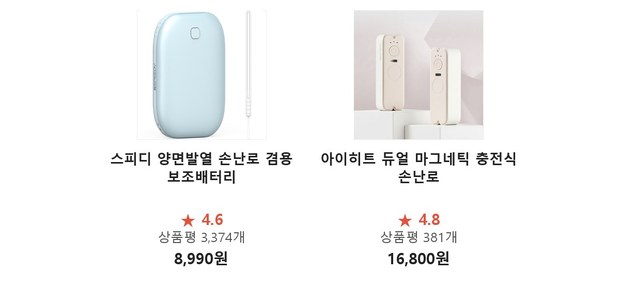 스피디 양면발열 손난로 겸용
보조배터리
★ 4.6
상품평 3,374개
8,990원
아이히트 듀얼 마그네틱 충전식
손난로
★ 4.8
상품평 381개
16,800원